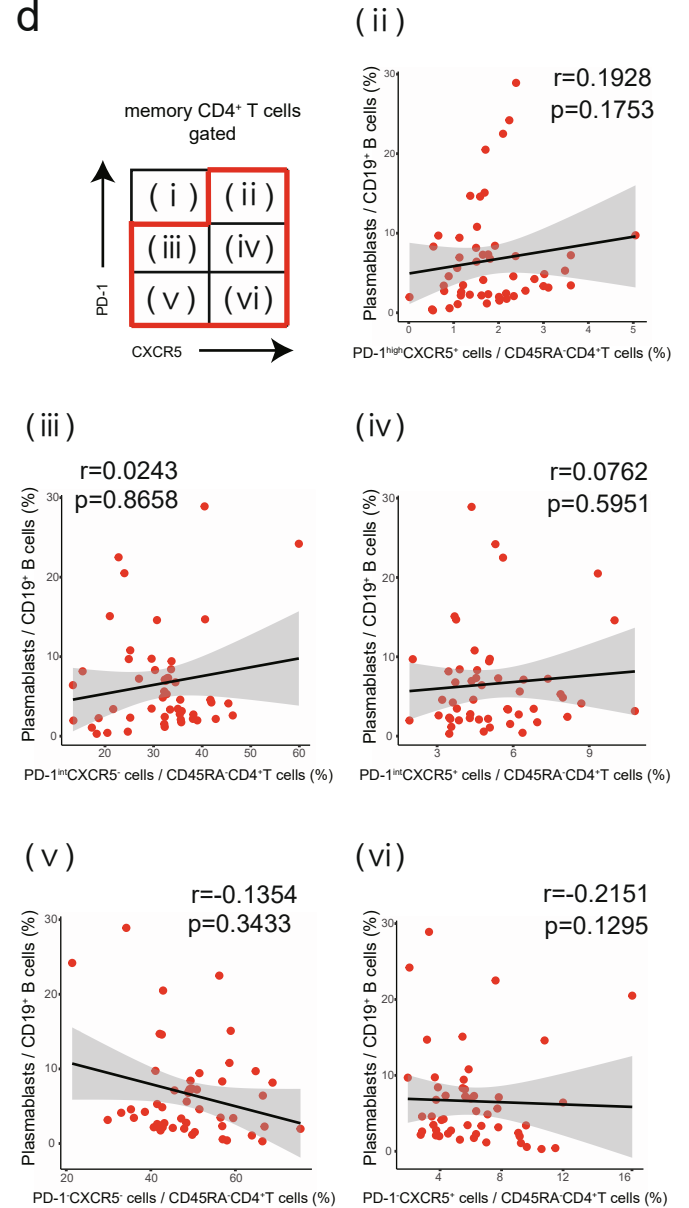 d
memory CD4⁺ T cells
gated
PD-1
(i) (ii)
(iii) (iv)
(v) (vi)
CXCR5
(ii)
r=0.1928
p=0.1753
Plasmablasts / CD19⁺ B cells (%)
30
20
10
0
0 1 2 3 4 5
PD-1ʰⁱᵍʰCXCR5⁺ cells / CD45RA⁻CD4⁺T cells (%)
(iii)
r=0.0243
p=0.8658
Plasmablasts / CD19⁺ B cells (%)
30
20
10
0
20 30 40 50 60
PD-1ⁱⁿᵗCXCR5⁻ cells / CD45RA⁻CD4⁺T cells (%)
(iv)
r=0.0762
p=0.5951
Plasmablasts / CD19⁺ B cells (%)
30
20
10
0
3 6 9
PD-1ⁱⁿᵗCXCR5⁺ cells / CD45RA⁻CD4⁺T cells (%)
(v)
r=-0.1354
p=0.3433
Plasmablasts / CD19⁺ B cells (%)
30
20
10
0
20 40 60
PD-1⁻CXCR5⁻ cells / CD45RA⁻CD4⁺T cells (%)
(vi)
r=-0.2151
p=0.1295
Plasmablasts / CD19⁺ B cells (%)
30
20
10
0
4 8 12 16
PD-1⁻CXCR5⁺ cells / CD45RA⁻CD4⁺T cells (%)